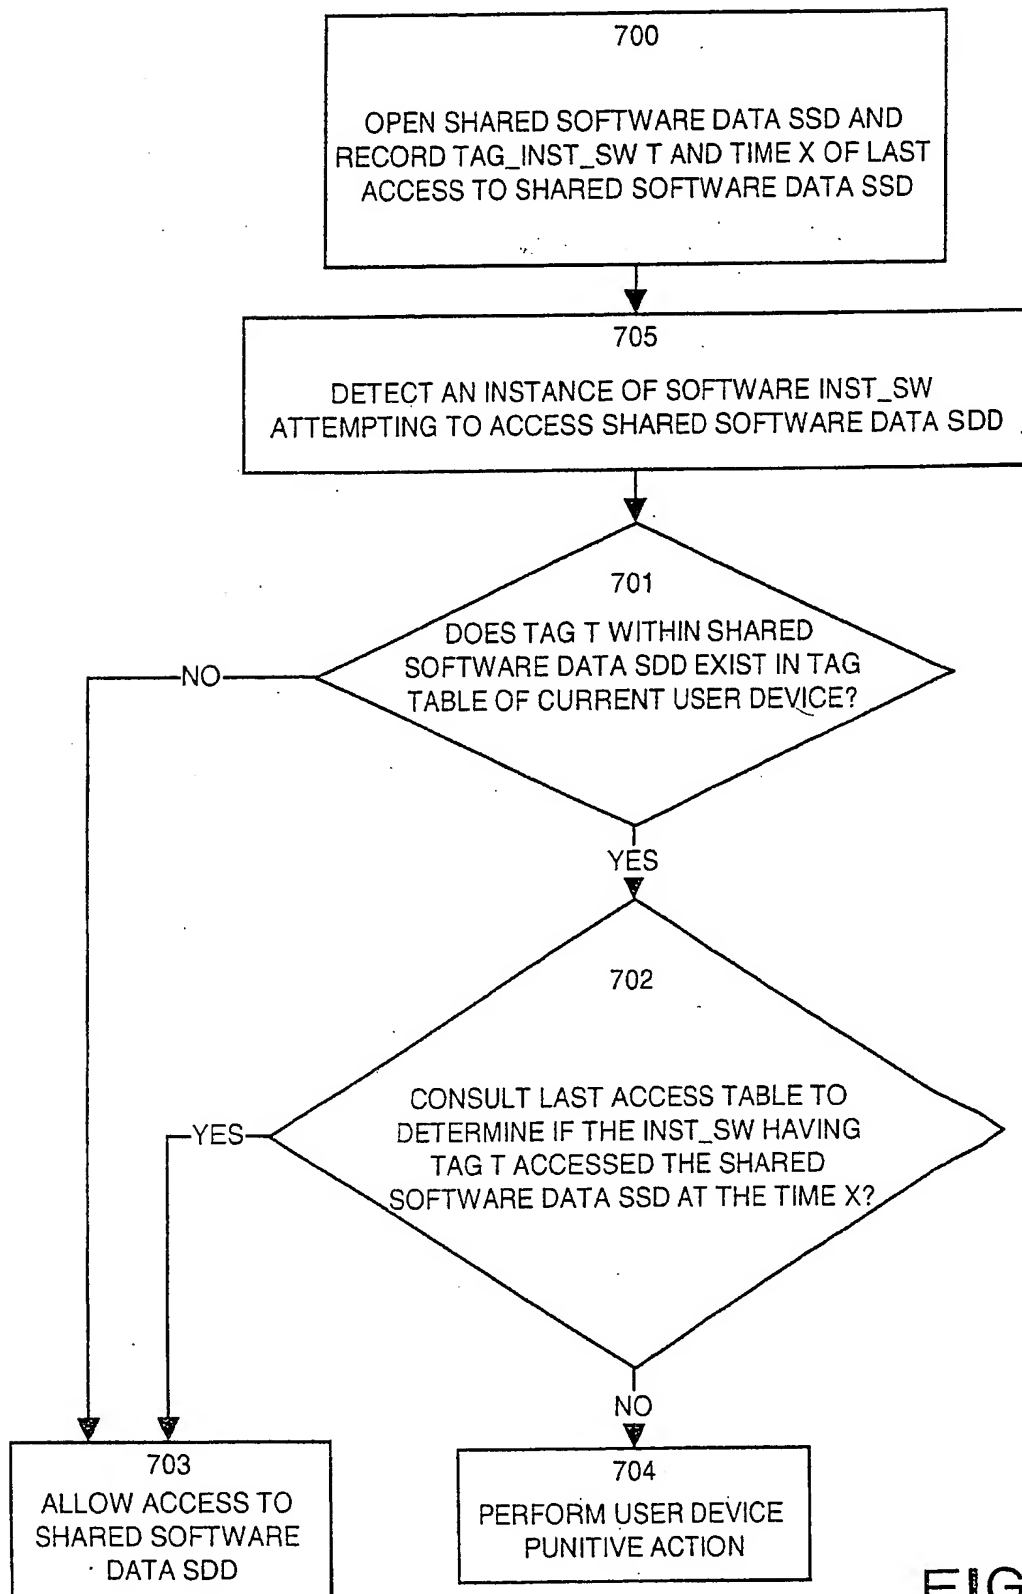 700
OPEN SHARED SOFTWARE DATA SSD AND
RECORD TAG_INST_SW T AND TIME X OF LAST
ACCESS TO SHARED SOFTWARE DATA SSD
705
DETECT AN INSTANCE OF SOFTWARE INST_SW
ATTEMPTING TO ACCESS SHARED SOFTWARE DATA SDD
701
DOES TAG T WITHIN SHARED
SOFTWARE DATA SDD EXIST IN TAG
TABLE OF CURRENT USER DEVICE?
NO
YES
702
CONSULT LAST ACCESS TABLE TO
DETERMINE IF THE INST_SW HAVING
TAG T ACCESSED THE SHARED
SOFTWARE DATA SSD AT THE TIME X?
YES
NO
703
ALLOW ACCESS TO
SHARED SOFTWARE
DATA SDD
704
PERFORM USER DEVICE
PUNITIVE ACTION
FIG